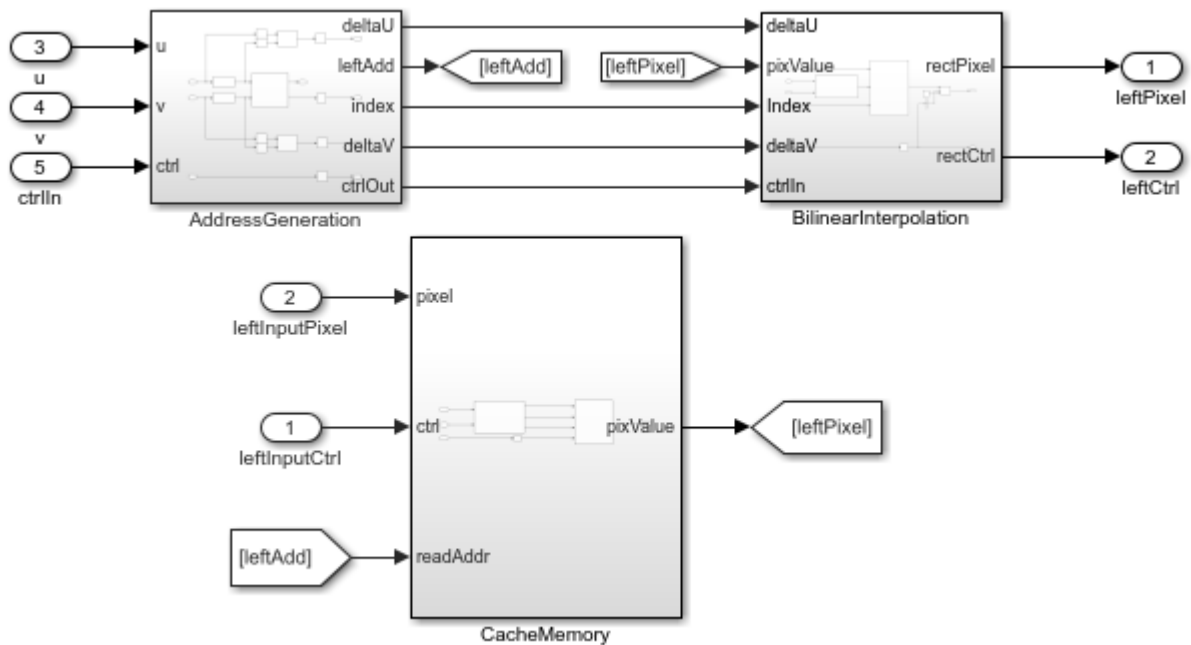 3
u
4
v
5
ctrlIn
u
v
ctrl
deltaU
leftAdd
index
deltaV
ctrlOut
AddressGeneration
[leftAdd]
[leftPixel]
deltaU
pixValue
Index
deltaV
ctrlIn
rectPixel
rectCtrl
BilinearInterpolation
1
leftPixel
2
leftCtrl
2
leftInputPixel
1
leftInputCtrl
[leftAdd]
pixel
ctrl
readAddr
pixValue
CacheMemory
[leftPixel]